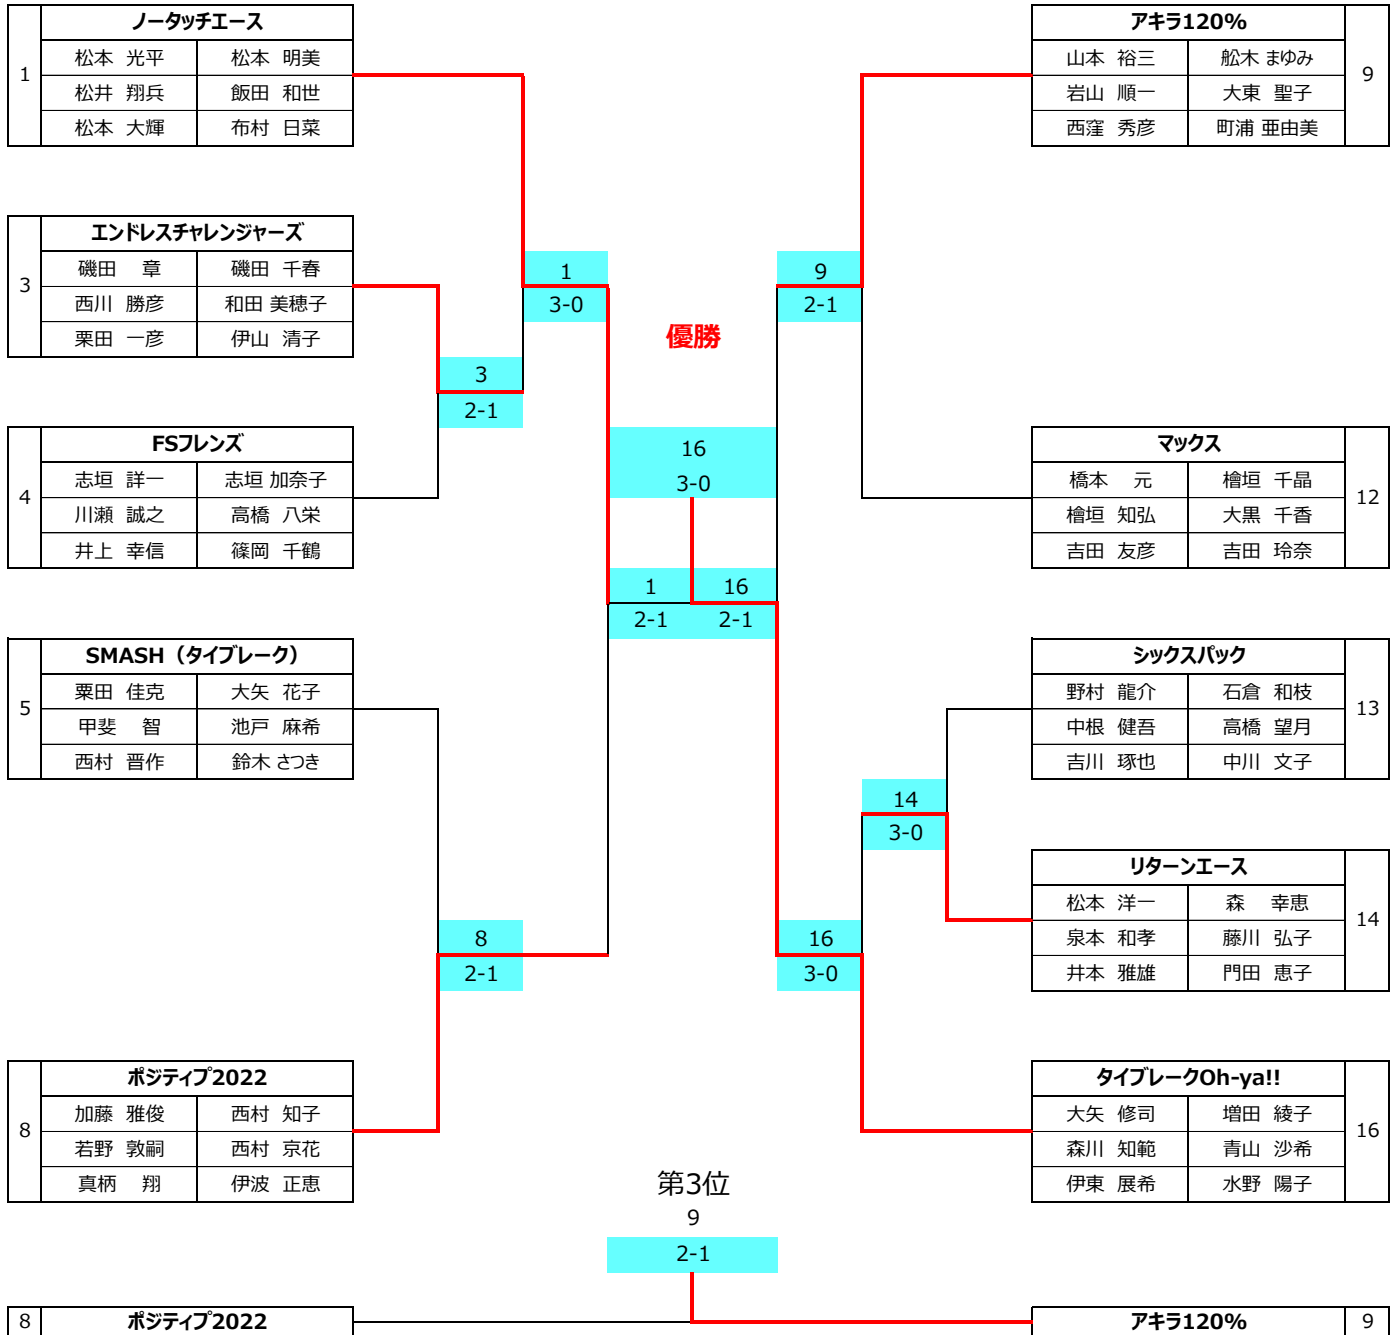 ノータッチエース
1
松本 光平 松本 明美
松井 翔兵 飯田 和世
松本 大輝 布村 日菜
アキラ120%
山本 裕三 舩木 まゆみ
9
岩山 順一 大東 聖子
西窪 秀彦 町浦 亜由美
エンドレスチャレンジャーズ
3
磯田 章 磯田 千春
西川 勝彦 和田 美穂子
栗田 一彦 伊山 清子
1
3-0
9
2-1
優勝
3
2-1
FSフレンズ
4
志垣 詳一 志垣 加奈子
川瀬 誠之 高橋 八栄
井上 幸信 篠岡 千鶴
16
3-0
マックス
橋本 元 檜垣 千晶
12
檜垣 知弘 大黒 千香
吉田 友彦 吉田 玲奈
1 16
2-1 2-1
SMASH（タイブレーク）
5
粟田 佳克 大矢 花子
甲斐 智 池戸 麻希
西村 晋作 鈴木 さつき
シックスパック
野村 龍介 石倉 和枝
13
中根 健吾 高橋 望月
吉川 琢也 中川 文子
14
3-0
リターンエース
松本 洋一 森 幸恵
14
泉本 和孝 藤川 弘子
井本 雅雄 門田 恵子
8
2-1
16
3-0
ポジティブ2022
8
加藤 雅俊 西村 知子
若野 敦嗣 西村 京花
真柄 翔 伊波 正恵
タイブレークOh-ya!!
大矢 修司 増田 綾子
16
森川 知範 青山 沙希
伊東 展希 水野 陽子
第3位
9
2-1
8 ポジティブ2022
アキラ120% 9